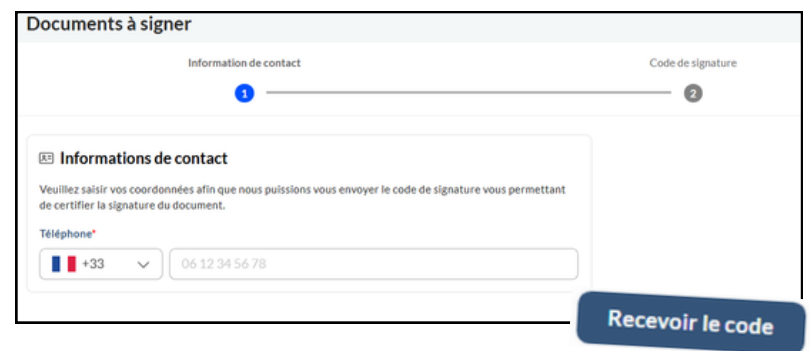 Documents à signer
Information de contact
Code de signature
1
2
Informations de contact
Veuillez saisir vos coordonnées afin que nous puissions vous envoyer le code de signature vous permettant
de certifier la signature du document.
Téléphone*
+33
06 12 34 56 78
Recevoir le code